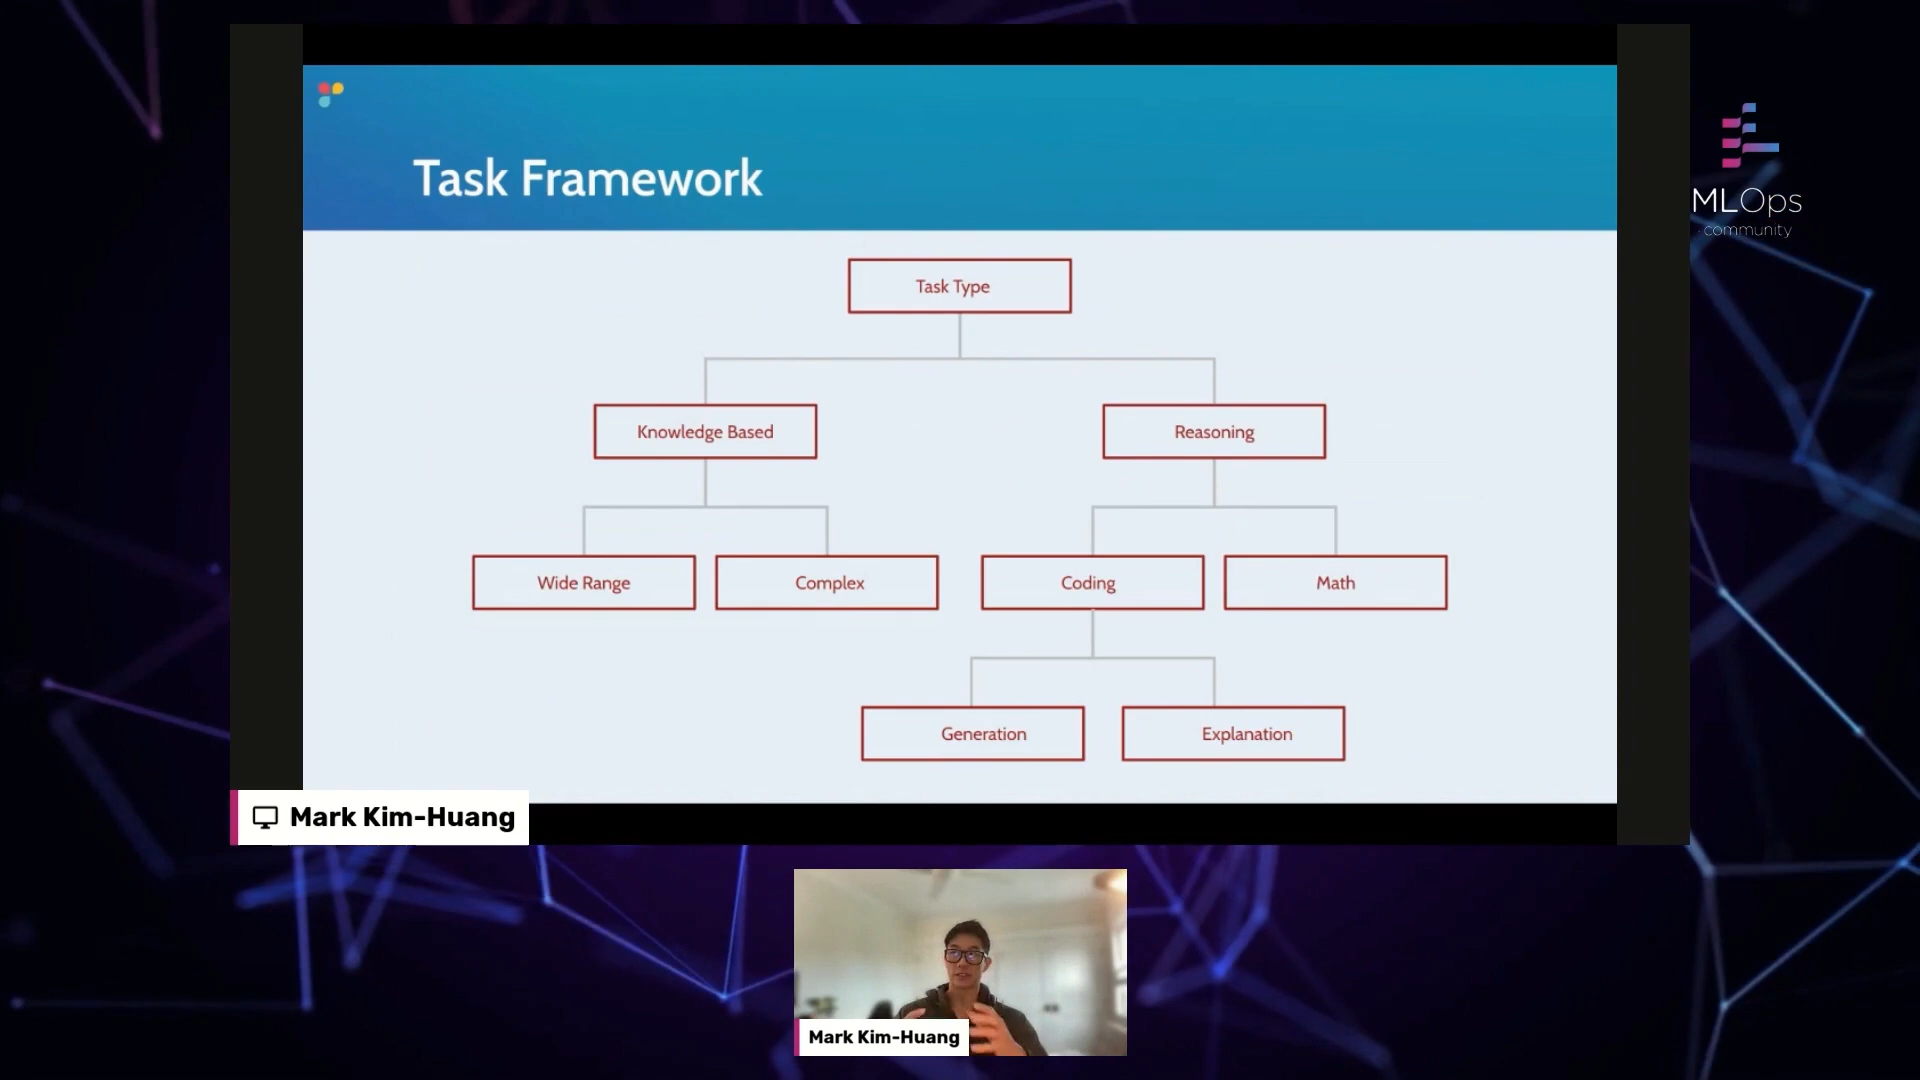 Task Framework
MLOps
community
Task Type
Knowledge Based
Reasoning
Wide Range
Complex
Coding
Math
Generation
Explanation
Mark Kim-Huang
Mark Kim-Huang